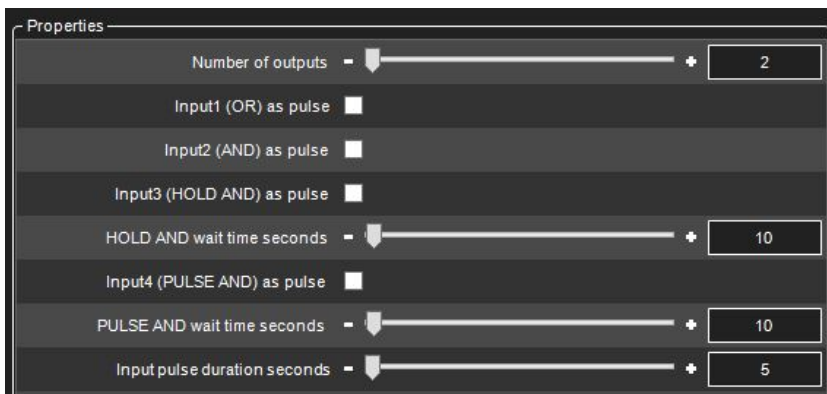 Properties
Number of outputs - + 2
Input1 (OR) as pulse
Input2 (AND) as pulse
Input3 (HOLD AND) as pulse
HOLD AND wait time seconds - + 10
Input4 (PULSE AND) as pulse
PULSE AND wait time seconds - + 10
Input pulse duration seconds - + 5